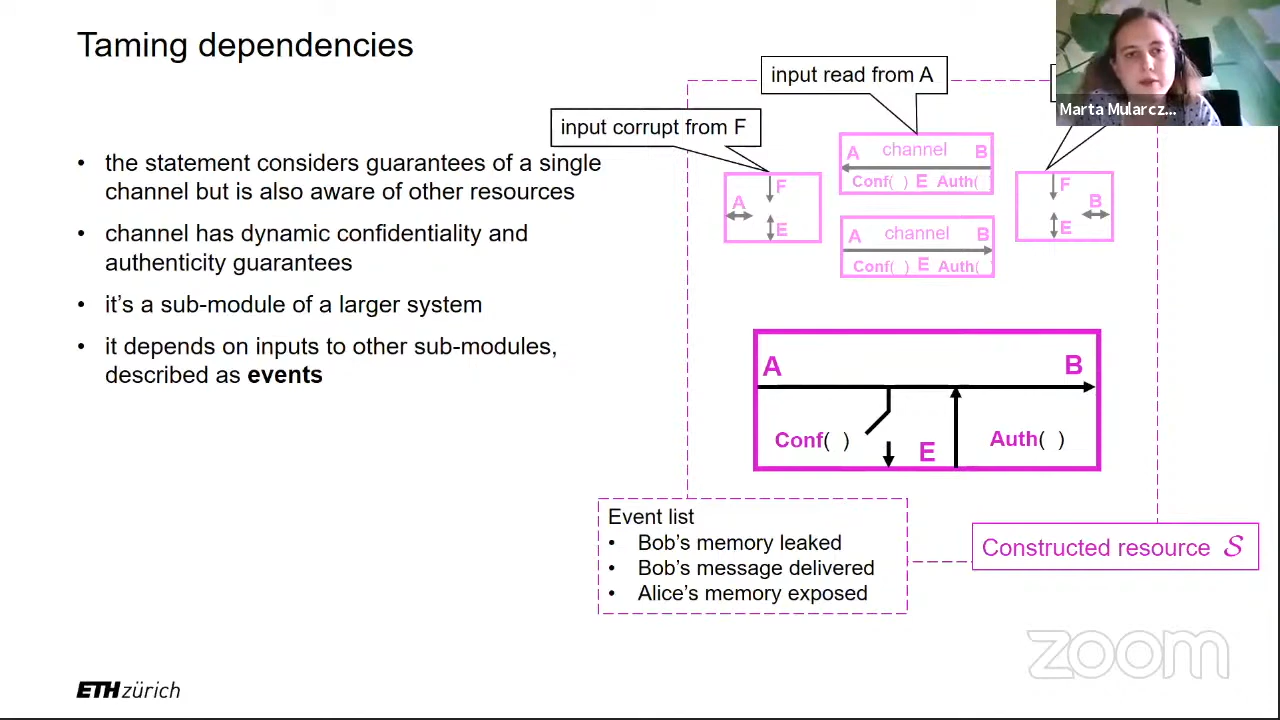 Taming dependencies
Marta Mularcz...
input read from A
input corrupt from F
• the statement considers guarantees of a single
channel but is also aware of other resources
• channel has dynamic confidentiality and
authenticity guarantees
• it's a sub-module of a larger system
• it depends on inputs to other sub-modules,
described as events
A channel B
Conf( ) E Auth( )
F
A
E
F
B
E
A channel B
Conf( ) E Auth( )
A B
Conf( ) E Auth( )
Event list
• Bob's memory leaked
• Bob's message delivered
• Alice's memory exposed
Constructed resource S
zoom
ETH zürich